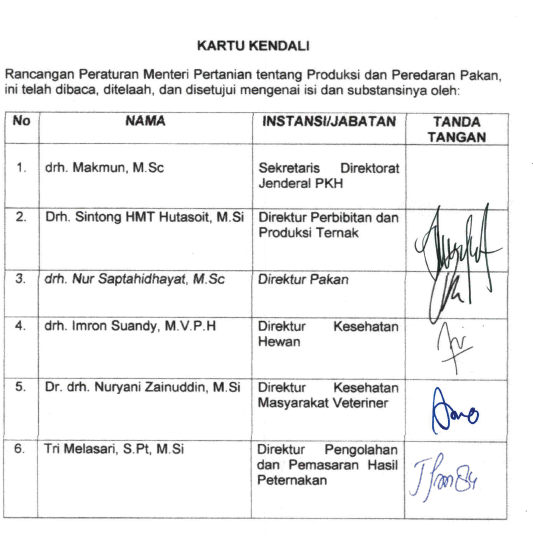 KARTU KENDALI
Rancangan Peraturan Menteri Pertanian tentang Produksi dan Peredaran Pakan,
ini telah dibaca, ditelaah, dan disetujui mengenai isi dan substansinya oleh:
No NAMA INSTANSI/JABATAN TANDA
TANGAN
1. drh. Makmun, M.Sc Sekretaris Direktorat
Jenderal PKH
2. Drh. Sintong HMT Hutasoit, M.Si Direktur Perbibitan dan
Produksi Ternak
3. drh. Nur Saptahidhayat, M.Sc Direktur Pakan
4. drh. Imron Suandy, M.V.P.H Direktur Kesehatan
Hewan
5. Dr. drh. Nuryani Zainuddin, M.Si Direktur Kesehatan
Masyarakat Veteriner
6. Tri Melasari, S.Pt, M.Si Direktur Pengolahan
dan Pemasaran Hasil
Peternakan